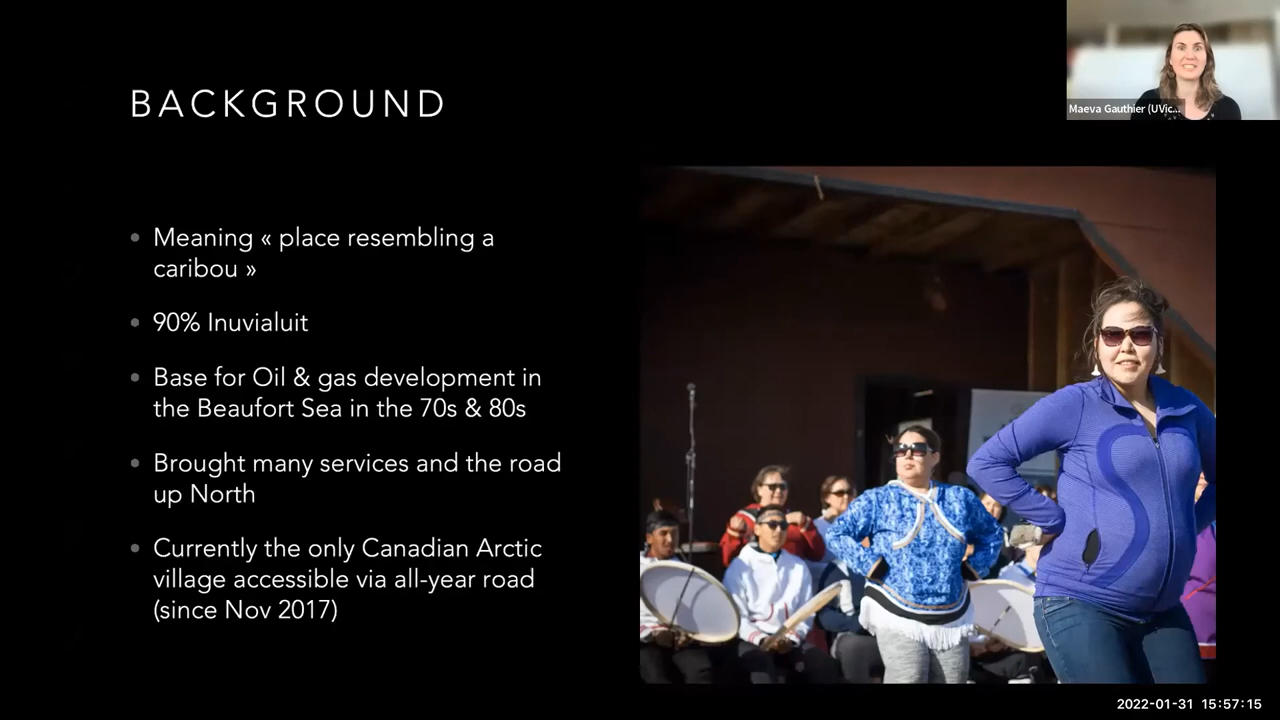 Maeva Gauthier (UVic...
BACKGROUND
• Meaning « place resembling a
caribou »
• 90% Inuvialuit
• Base for Oil & gas development in
the Beaufort Sea in the 70s & 80s
• Brought many services and the road
up North
• Currently the only Canadian Arctic
village accessible via all-year road
(since Nov 2017)
2022-01-31 15:57:15